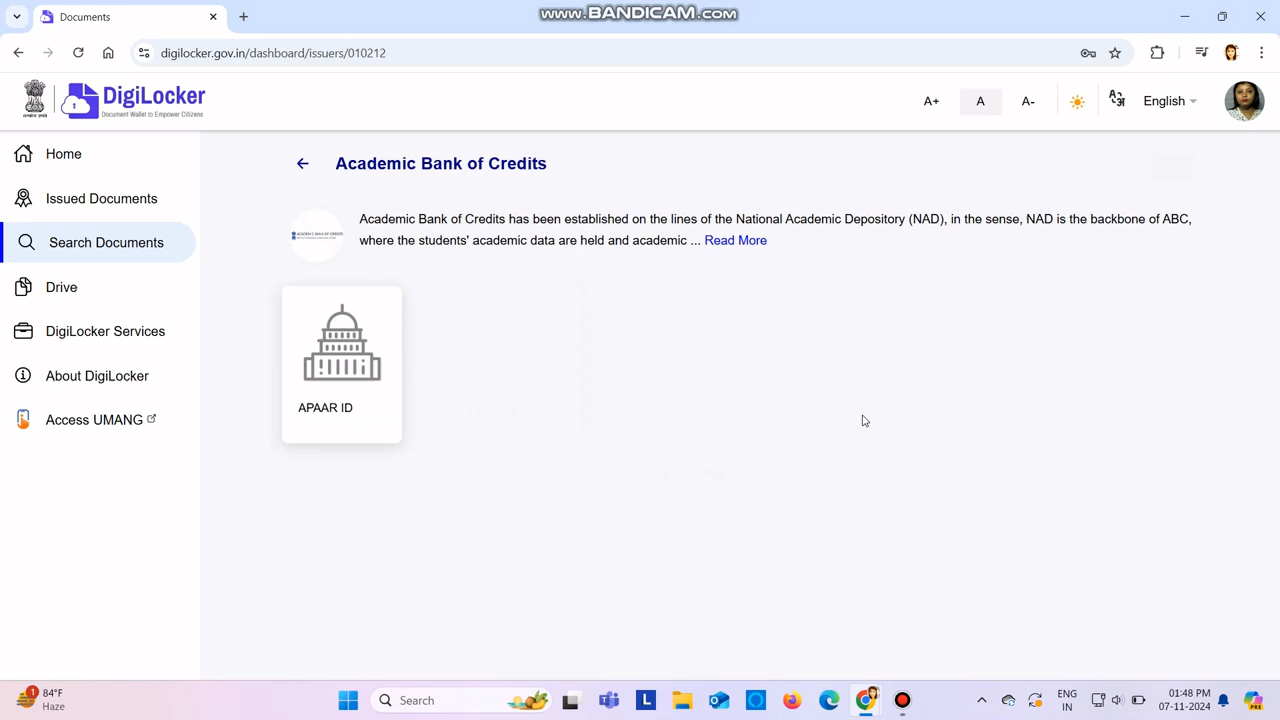 www.BANDICAM.com
Documents
digilocker.gov.in/dashboard/issuers/010212
DigiLocker
Document Wallet to Empower Citizens
A+
A
A-
English
Home
Issued Documents
Search Documents
Drive
DigiLocker Services
About DigiLocker
Access UMANG
Academic Bank of Credits
Academic Bank of Credits has been established on the lines of the National Academic Depository (NAD), in the sense, NAD is the backbone of ABC,
where the students' academic data are held and academic ... Read More
APAAR ID
1
84°F
Haze
Search
L
ENG
IN
01:48 PM
07-11-2024
PRE